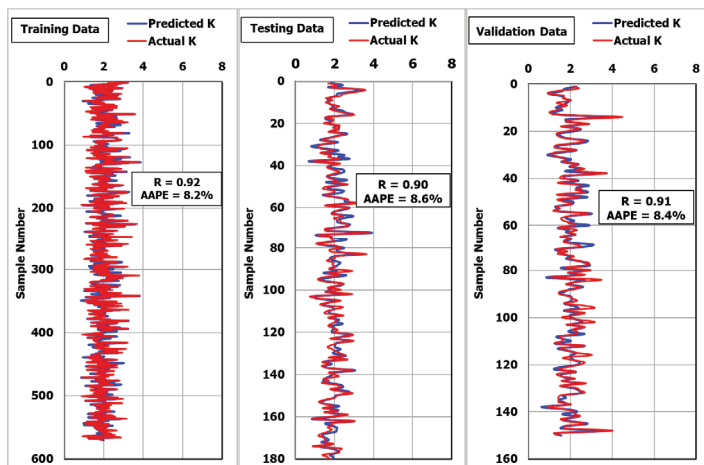 Training Data
Predicted K
Actual K
0 2 4 6 8
0
100
200
300
400
500
600
Sample Number
R = 0.92
AAPE = 8.2%
Testing Data
Predicted K
Actual K
0 2 4 6 8
0
20
40
60
80
100
120
140
160
180
Sample Number
R = 0.90
AAPE = 8.6%
Validation Data
Predicted K
Actual K
0 2 4 6 8
0
20
40
60
80
100
120
140
160
Sample Number
R = 0.91
AAPE = 8.4%